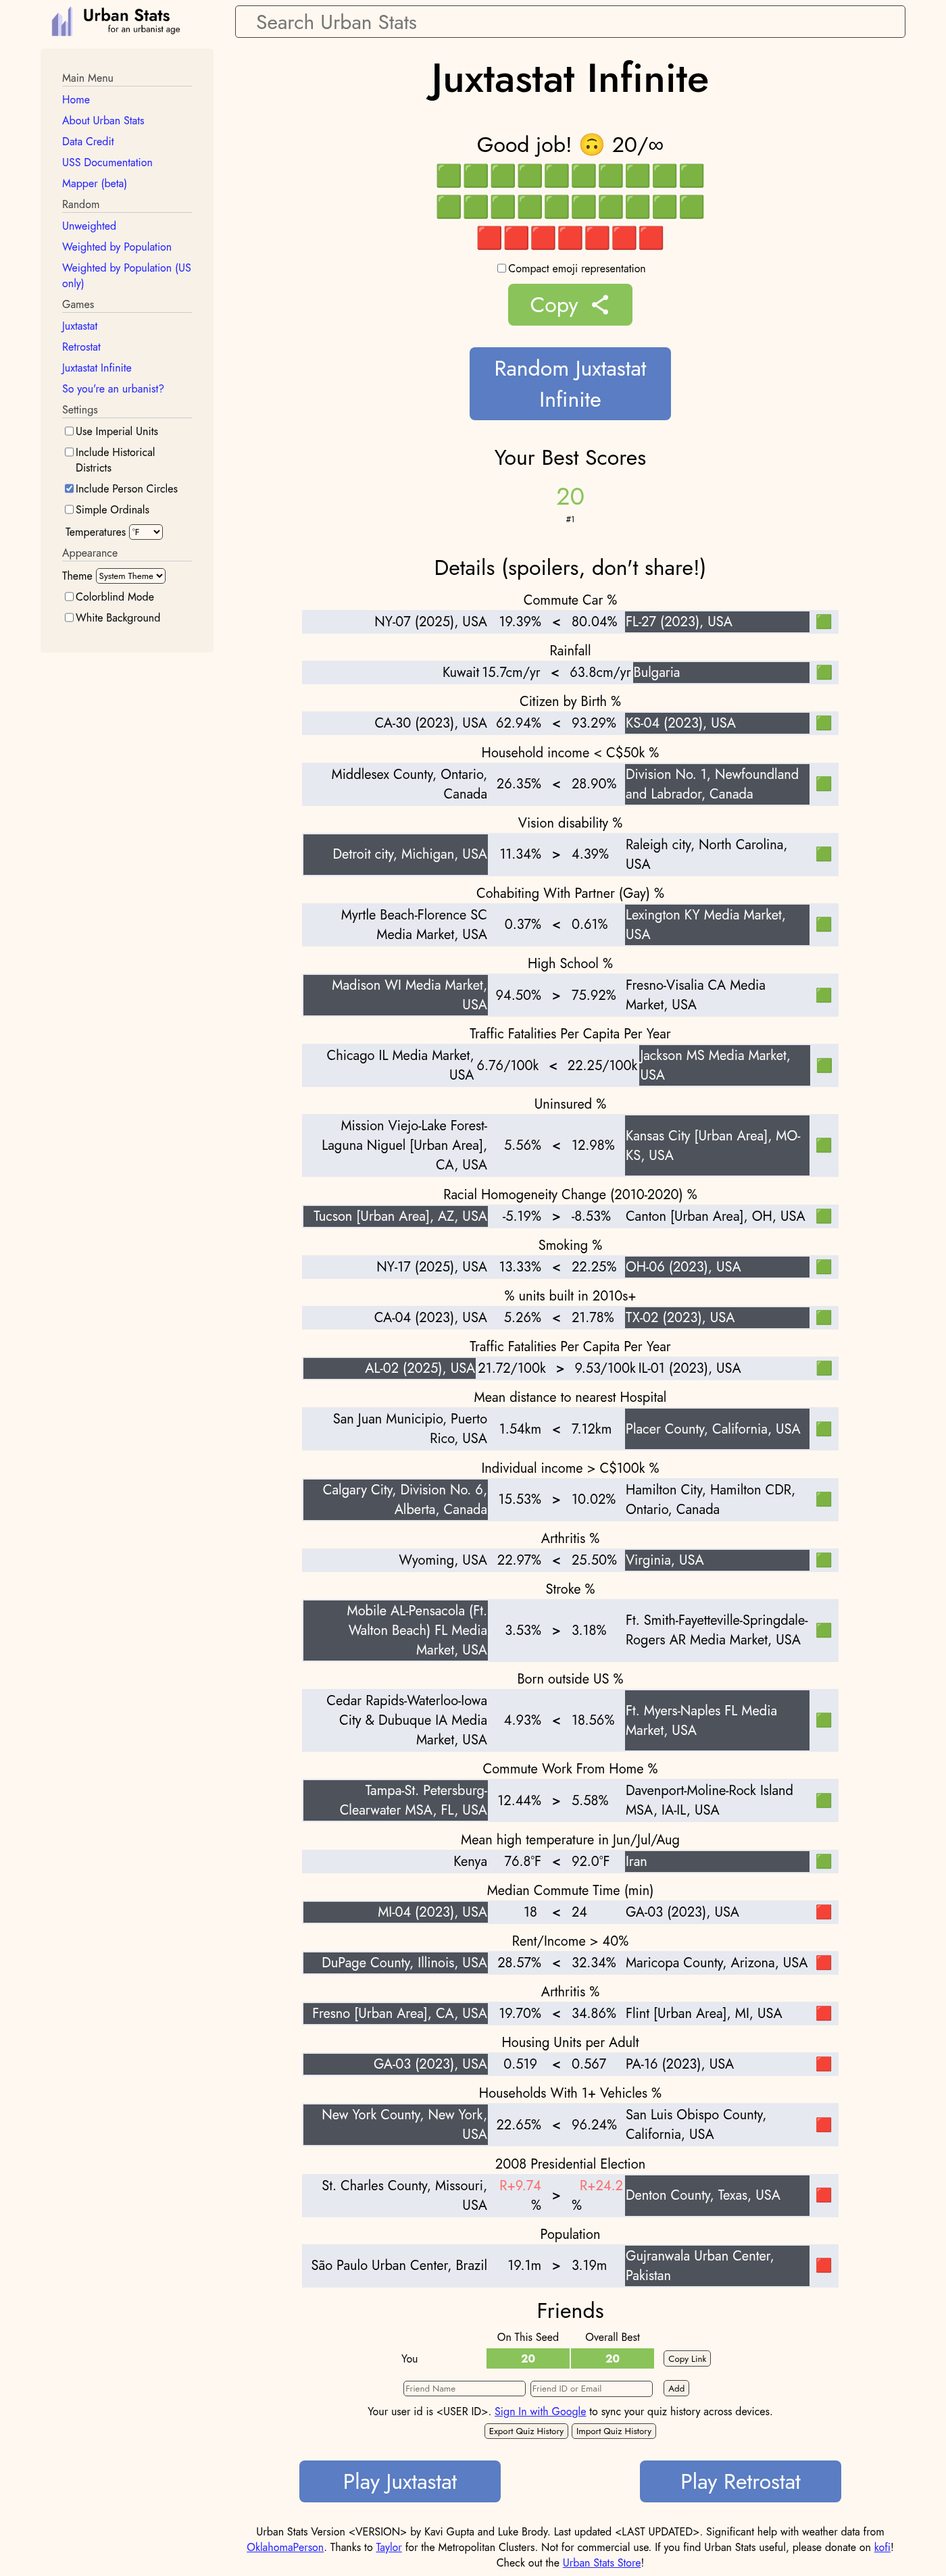 Urban Stats
for an urbanist age
Search Urban Stats
Main Menu
Home
About Urban Stats
Data Credit
USS Documentation
Mapper (beta)
Random
Unweighted
Weighted by Population
Weighted by Population (US
only)
Games
Juxtastat
Retrostat
Juxtastat Infinite
So you're an urbanist?
Settings
Use Imperial Units
Include Historical
Districts
Include Person Circles
Simple Ordinals
Temperatures °F
Appearance
Theme System Theme
Colorblind Mode
White Background
Juxtastat Infinite
Good job! 🙃 20/∞
Compact emoji representation
Copy
Random Juxtastat
Infinite
Your Best Scores
20
#1
Details (spoilers, don't share!)
Commute Car %
NY-07 (2025), USA 19.39% < 80.04% FL-27 (2023), USA
Rainfall
Kuwait 15.7cm/yr < 63.8cm/yr Bulgaria
Citizen by Birth %
CA-30 (2023), USA 62.94% < 93.29% KS-04 (2023), USA
Household income < C$50k %
Middlesex County, Ontario,
Canada 26.35% < 28.90% Division No. 1, Newfoundland
and Labrador, Canada
Vision disability %
Detroit city, Michigan, USA 11.34% > 4.39% Raleigh city, North Carolina,
USA
Cohabiting With Partner (Gay) %
Myrtle Beach-Florence SC
Media Market, USA 0.37% < 0.61% Lexington KY Media Market,
USA
High School %
Madison WI Media Market,
USA 94.50% > 75.92% Fresno-Visalia CA Media
Market, USA
Traffic Fatalities Per Capita Per Year
Chicago IL Media Market,
USA 6.76/100k < 22.25/100k Jackson MS Media Market,
USA
Uninsured %
Mission Viejo-Lake Forest-
Laguna Niguel [Urban Area],
CA, USA 5.56% < 12.98% Kansas City [Urban Area], MO-
KS, USA
Racial Homogeneity Change (2010-2020) %
Tucson [Urban Area], AZ, USA -5.19% > -8.53% Canton [Urban Area], OH, USA
Smoking %
NY-17 (2025), USA 13.33% < 22.25% OH-06 (2023), USA
% units built in 2010s+
CA-04 (2023), USA 5.26% < 21.78% TX-02 (2023), USA
Traffic Fatalities Per Capita Per Year
AL-02 (2025), USA 21.72/100k > 9.53/100k IL-01 (2023), USA
Mean distance to nearest Hospital
San Juan Municipio, Puerto
Rico, USA 1.54km < 7.12km Placer County, California, USA
Individual income > C$100k %
Calgary City, Division No. 6,
Alberta, Canada 15.53% > 10.02% Hamilton City, Hamilton CDR,
Ontario, Canada
Arthritis %
Wyoming, USA 22.97% < 25.50% Virginia, USA
Stroke %
Mobile AL-Pensacola (Ft.
Walton Beach) FL Media
Market, USA 3.53% > 3.18% Ft. Smith-Fayetteville-Springdale-
Rogers AR Media Market, USA
Born outside US %
Cedar Rapids-Waterloo-Iowa
City & Dubuque IA Media
Market, USA 4.93% < 18.56% Ft. Myers-Naples FL Media
Market, USA
Commute Work From Home %
Tampa-St. Petersburg-
Clearwater MSA, FL, USA 12.44% > 5.58% Davenport-Moline-Rock Island
MSA, IA-IL, USA
Mean high temperature in Jun/Jul/Aug
Kenya 76.8°F < 92.0°F Iran
Median Commute Time (min)
MI-04 (2023), USA 18 < 24 GA-03 (2023), USA
Rent/Income > 40%
DuPage County, Illinois, USA 28.57% < 32.34% Maricopa County, Arizona, USA
Arthritis %
Fresno [Urban Area], CA, USA 19.70% < 34.86% Flint [Urban Area], MI, USA
Housing Units per Adult
GA-03 (2023), USA 0.519 < 0.567 PA-16 (2023), USA
Households With 1+ Vehicles %
New York County, New York,
USA 22.65% < 96.24% San Luis Obispo County,
California, USA
2008 Presidential Election
St. Charles County, Missouri,
USA R+9.74
% > R+24.2
% Denton County, Texas, USA
Population
São Paulo Urban Center, Brazil 19.1m > 3.19m Gujranwala Urban Center,
Pakistan
Friends
On This Seed Overall Best
You 20 20 Copy Link
Friend Name Friend ID or Email Add
Your user id is <USER ID>. Sign In with Google to sync your quiz history across devices.
Export Quiz History Import Quiz History
Play Juxtastat Play Retrostat
Urban Stats Version <VERSION> by Kavi Gupta and Luke Brody. Last updated <LAST UPDATED>. Significant help with weather data from
OklahomaPerson. Thanks to Taylor for the Metropolitan Clusters. Not for commercial use. If you find Urban Stats useful, please donate on kofi!
Check out the Urban Stats Store!